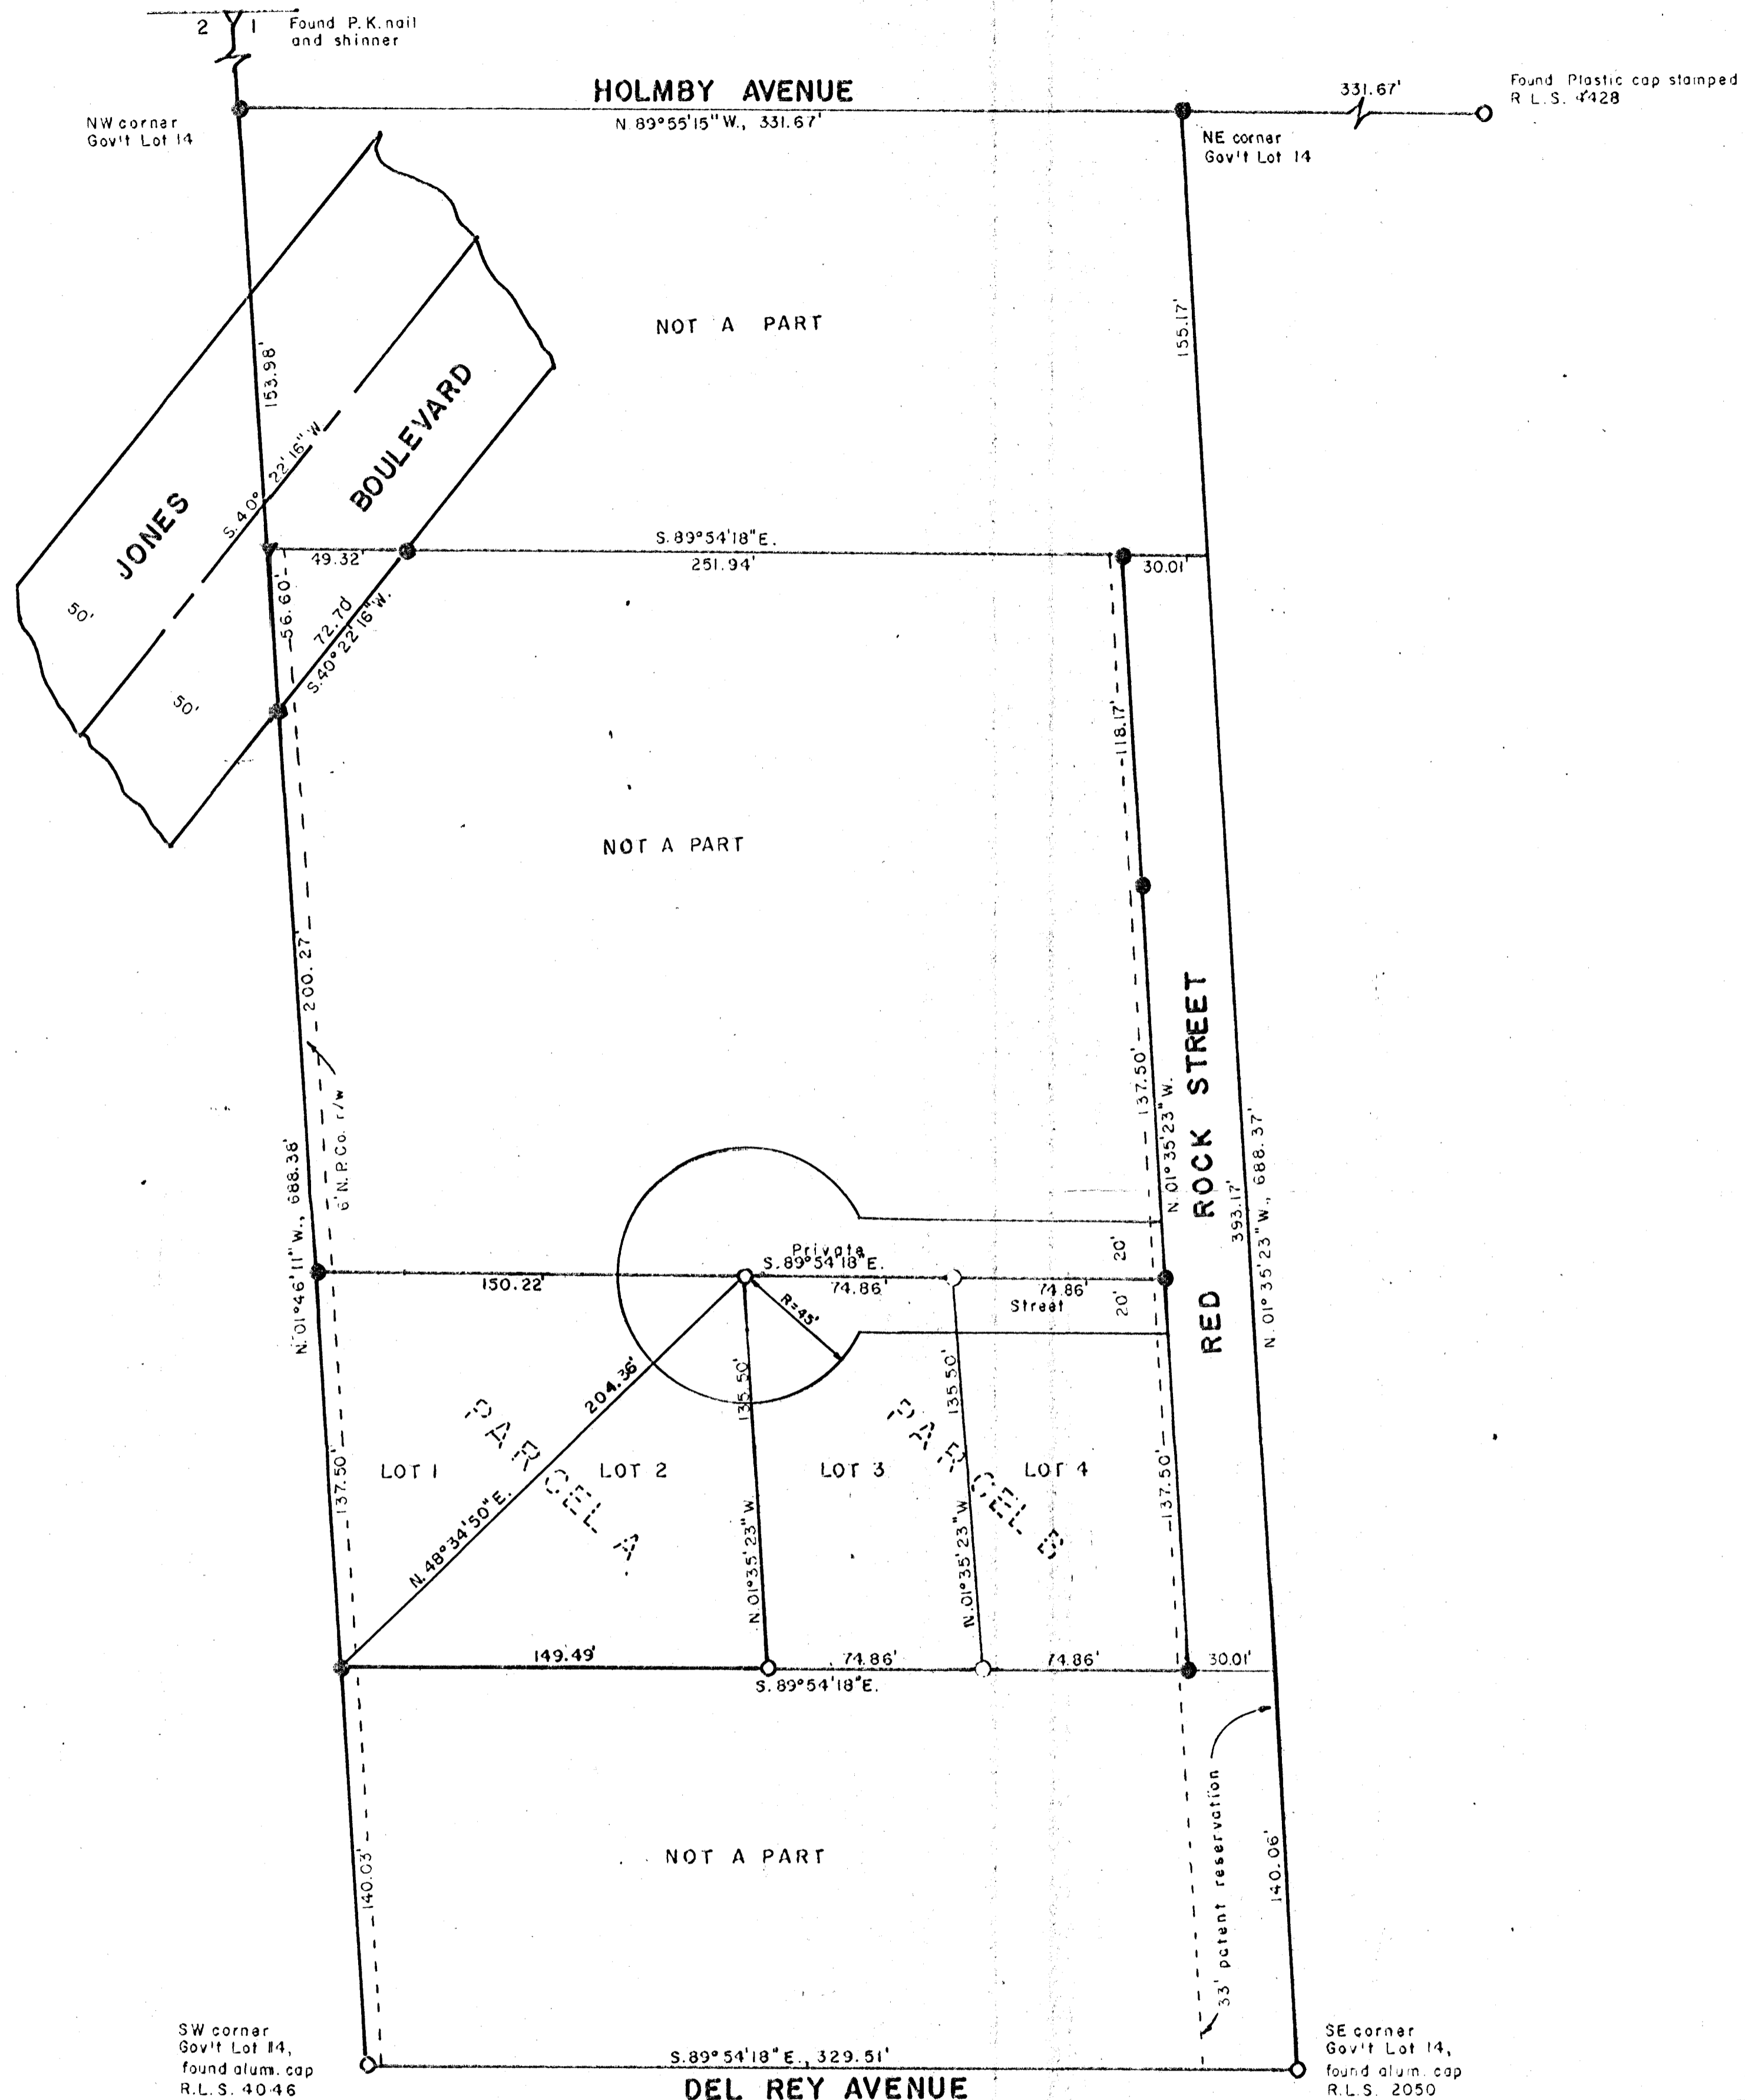 2 1
Found P.K. nail
and shinner
HOLMBY AVENUE
N. 89°55'15" W., 331.67'
331.67'
Found Plastic cap stamped
R.L.S. 4428
NW corner
Gov't Lot 14
NE corner
Gov't Lot 14
153.98'
155.17'
NOT A PART
JONES
BOULEVARD
S. 40° 22'16" W.
50'
50'
49.32'
S. 89°54'18" E.
251.94'
30.01'
56.60'
72.70'
S. 40°22'16" W.
118.17'
NOT A PART
200.27'
6' N.P.Co. r/w
N. 01°46'11" W., 688.38'
137.50'
N. 01°35'23" W.
RED ROCK STREET
393.17'
N. 01°35'23" W., 688.37'
Private
S. 89°54'18" E.
150.22'
74.86'
74.86'
Street
20'
20'
R=45'
204.36'
N. 48°34'50" E.
135.50'
N. 01°35'23" W.
135.50'
N. 01°35'23" W.
137.50'
137.50'
PARCEL A
PARCEL B
LOT 1
LOT 2
LOT 3
LOT 4
149.49'
74.86'
74.86'
30.01'
S. 89°54'18" E.
NOT A PART
140.03'
33' patent reservation
140.06'
SW corner
Gov't Lot 14,
found alum. cap
R.L.S. 4046
S. 89°54'18" E., 329.51'
DEL REY AVENUE
SE corner
Gov't Lot 14,
found alum. cap
R.L.S. 2050